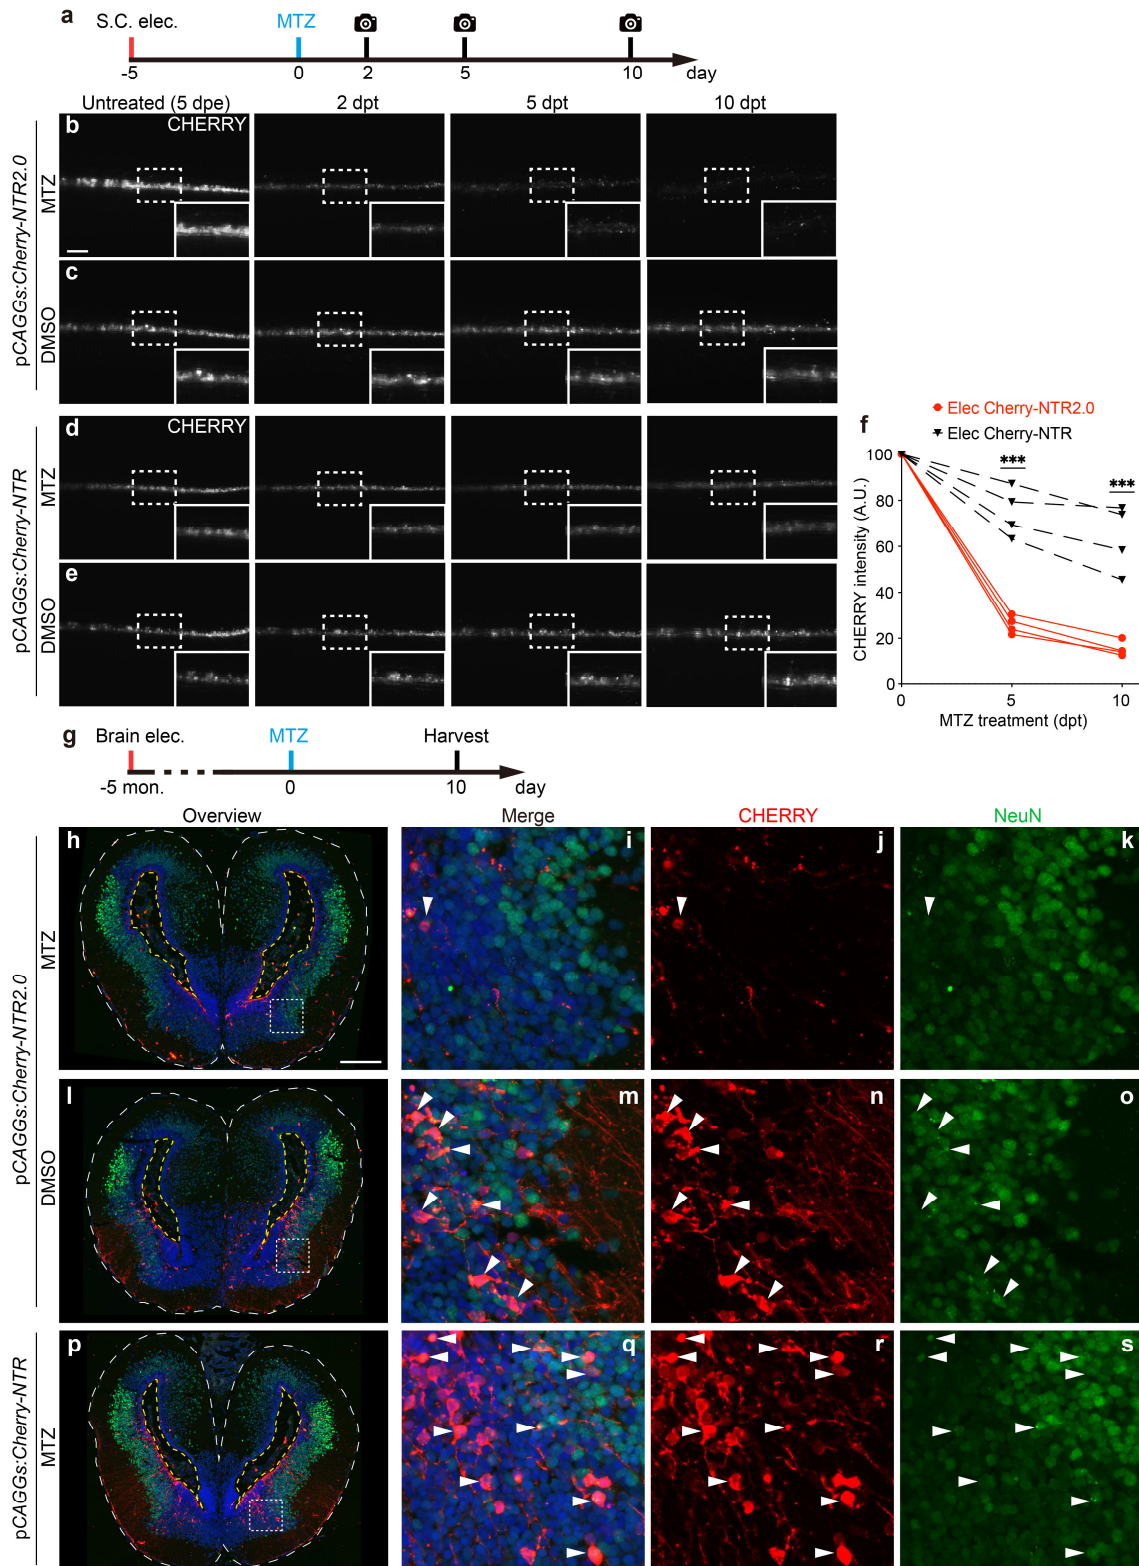 a
S.C. elec.
MTZ
-5
0
2
5
10
day
Untreated (5 dpe)
2 dpt
5 dpt
10 dpt
pCAGGs:Cherry-NTR2.0
MTZ
b
CHERRY
DMSO
c
pCAGGs:Cherry-NTR
MTZ
d
CHERRY
DMSO
e
f
Elec Cherry-NTR2.0
Elec Cherry-NTR
CHERRY intensity (A.U.)
100
80
60
40
20
0
***
***
0
5
10
MTZ treatment (dpt)
g
Brain elec.
MTZ
Harvest
-5 mon.
0
10
day
Overview
Merge
CHERRY
NeuN
pCAGGs:Cherry-NTR2.0
MTZ
h
i
j
k
DMSO
l
m
n
o
pCAGGs:Cherry-NTR
MTZ
p
q
r
s